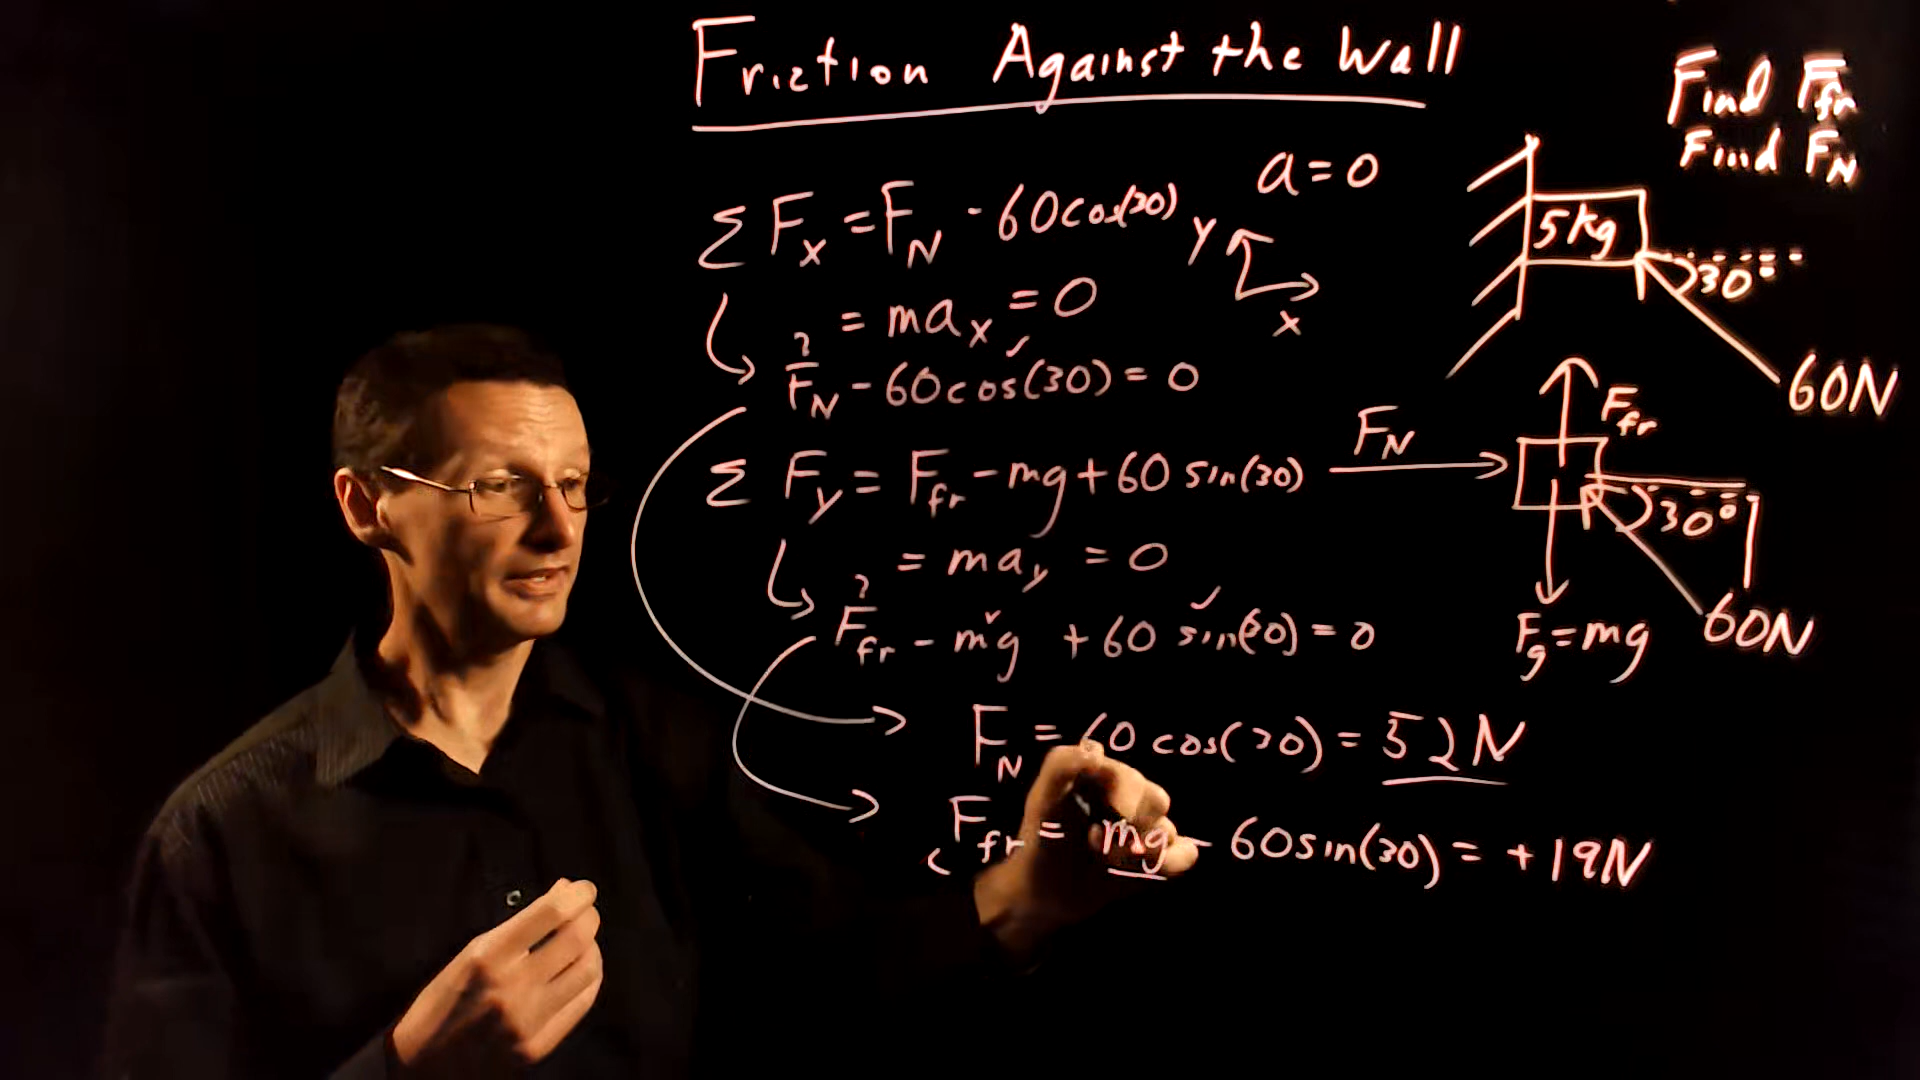 Friction Against the Wall
Find Ffr
Find FN
a = 0
Σ Fx = FN - 60cos(30)
y
x
= max = 0
?
FN - 60cos(30) = 0
Σ Fy = Ffr - mg + 60 sin(30)
= may = 0
?
Ffr - mg + 60 sin(30) = 0
FN = 60 cos(30) = 52N
Ffr = mg - 60sin(30) = +19N
5kg
30°
60N
Ffr
FN
30°
60N
Fg = mg